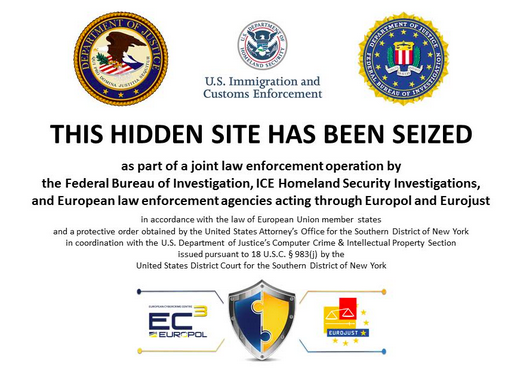 DEPARTMENT OF JUSTICE
U.S. DEPARTMENT OF
HOMELAND SECURITY
DEPARTMENT OF JUSTICE
FEDERAL BUREAU OF INVESTIGATION
U.S. Immigration and
Customs Enforcement
THIS HIDDEN SITE HAS BEEN SEIZED
as part of a joint law enforcement operation by
the Federal Bureau of Investigation, ICE Homeland Security Investigations,
and European law enforcement agencies acting through Europol and Eurojust
in accordance with the law of European Union member states
and a protective order obtained by the United States Attorney's Office for the Southern District of New York
in coordination with the U.S. Department of Justice's Computer Crime & Intellectual Property Section
issued pursuant to 18 U.S.C. § 983(j) by the
United States District Court for the Southern District of New York
EUROPEAN CYBERCRIME CENTRE
EC3
EUROPOL
EUROJUST